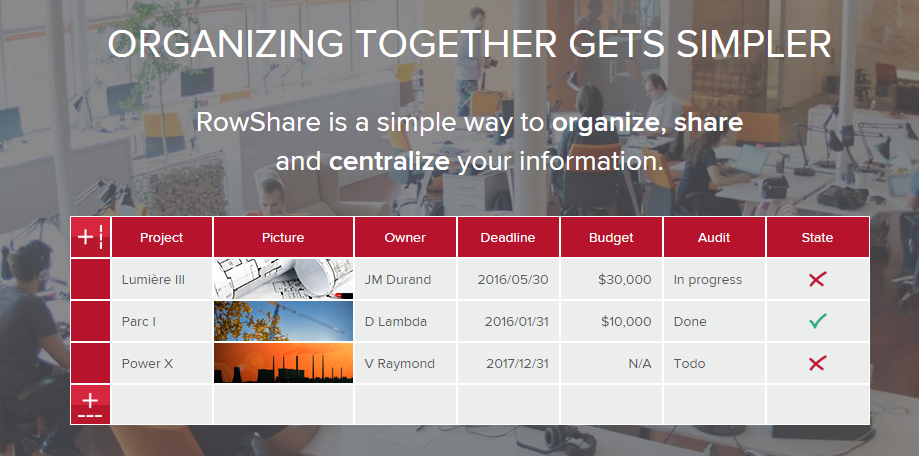 ORGANIZING TOGETHER GETS SIMPLER
RowShare is a simple way to organize, share
and centralize your information.
Project Picture Owner Deadline Budget Audit State
Lumière III JM Durand 2016/05/30 $30,000 In progress
Parc I D Lambda 2016/01/31 $10,000 Done
Power X V Raymond 2017/12/31 N/A Todo